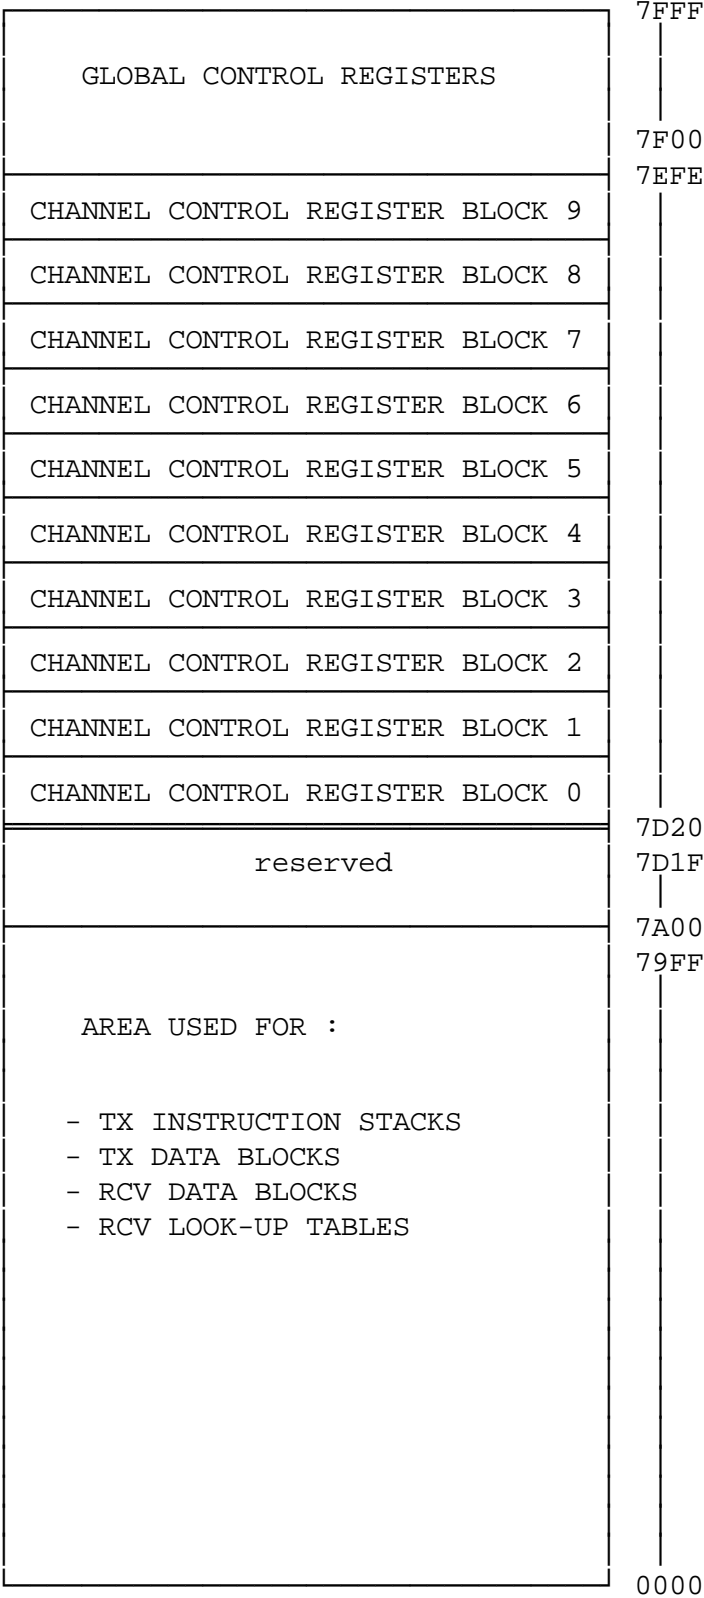 7FFF
GLOBAL CONTROL REGISTERS
7F00
7EFE
CHANNEL CONTROL REGISTER BLOCK 9
CHANNEL CONTROL REGISTER BLOCK 8
CHANNEL CONTROL REGISTER BLOCK 7
CHANNEL CONTROL REGISTER BLOCK 6
CHANNEL CONTROL REGISTER BLOCK 5
CHANNEL CONTROL REGISTER BLOCK 4
CHANNEL CONTROL REGISTER BLOCK 3
CHANNEL CONTROL REGISTER BLOCK 2
CHANNEL CONTROL REGISTER BLOCK 1
CHANNEL CONTROL REGISTER BLOCK 0
7D20
reserved 7D1F
7A00
79FF
AREA USED FOR :
- TX INSTRUCTION STACKS
- TX DATA BLOCKS
- RCV DATA BLOCKS
- RCV LOOK-UP TABLES
0000